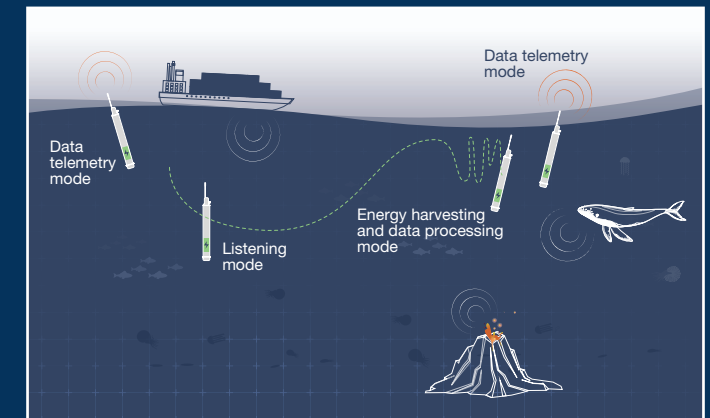 Data telemetry
mode
Data
telemetry
mode
Energy harvesting
and data processing
mode
Listening
mode